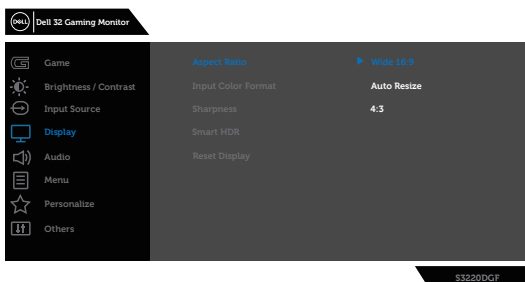 DELL Dell 32 Gaming Monitor
Game
Brightness / Contrast
Input Source
Display
Audio
Menu
Personalize
Others
Aspect Ratio
Input Color Format
Sharpness
Smart HDR
Reset Display
Wide 16:9
Auto Resize
4:3
S3220DGF